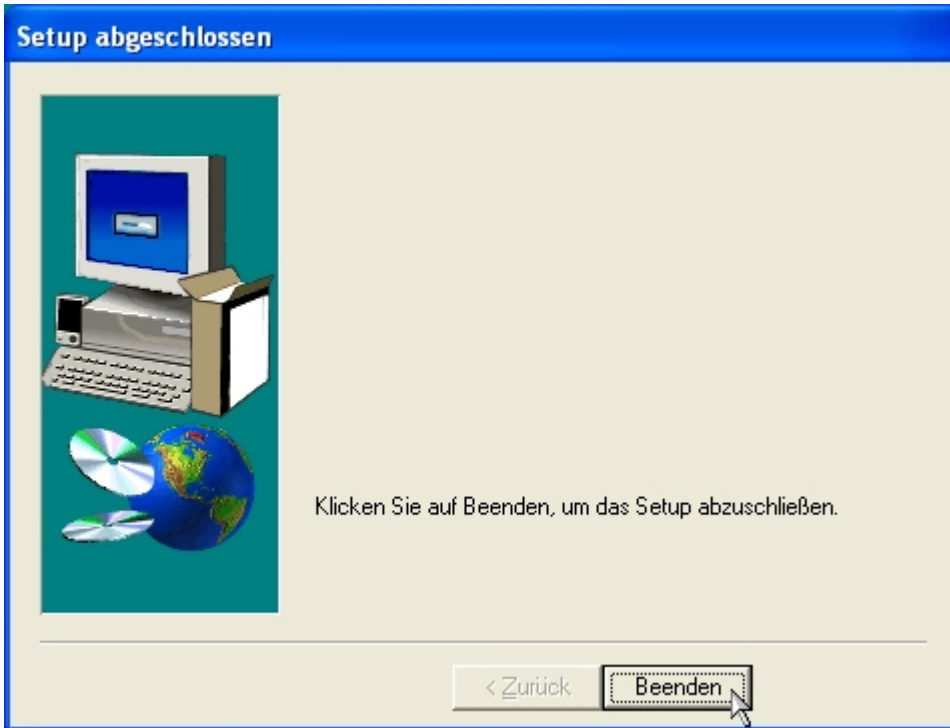 Setup abgeschlossen
Klicken Sie auf Beenden, um das Setup abzuschließen.
< Zurück
Beenden